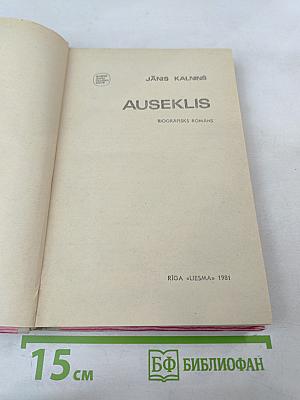 JĀNIS KALNIŅŠ
AUSEKLIS
BIOGRĀFISKS ROMĀNS
RĪGA «LIESMA» 1981
15 см
БФ БИБЛИОФАН